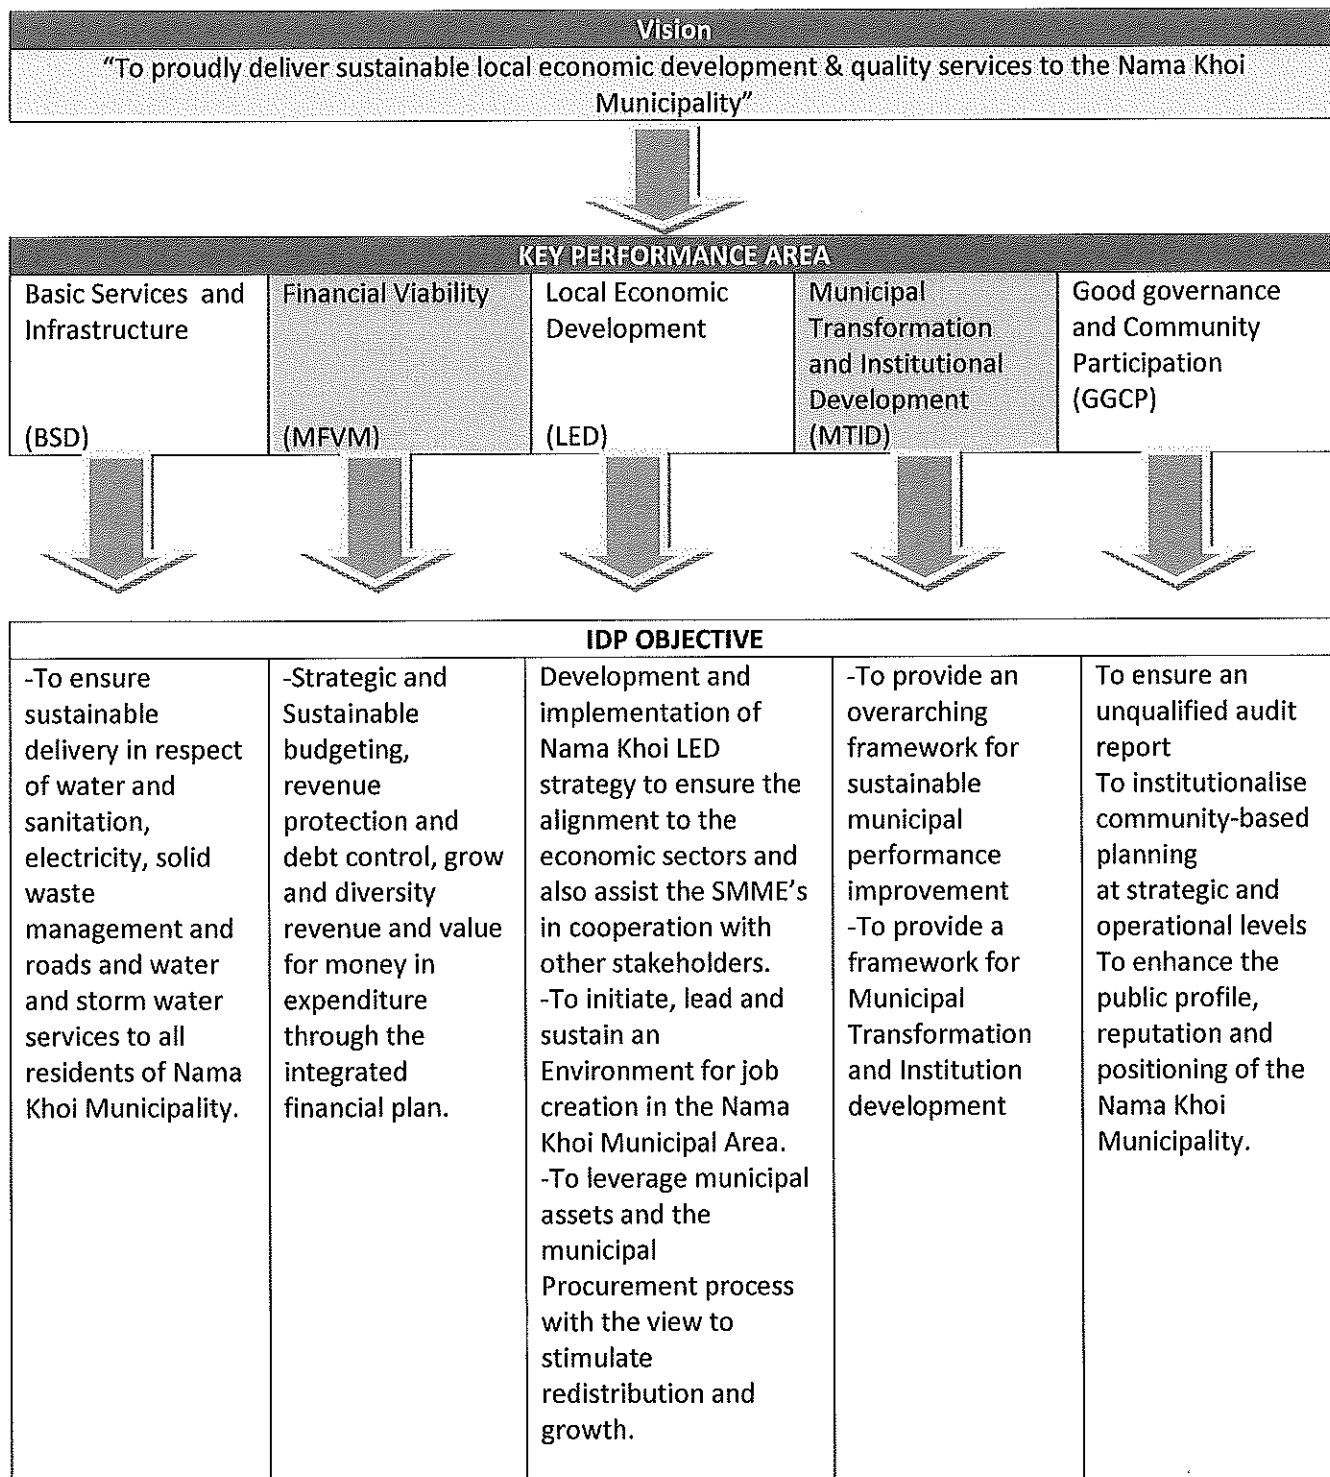 Vision
"To proudly deliver sustainable local economic development & quality services to the Nama Khoi
Municipality"
KEY PERFORMANCE AREA
Basic Services and
Infrastructure
(BSD)
Financial Viability
(MFVM)
Local Economic
Development
(LED)
Municipal
Transformation
and Institutional
Development
(MTID)
Good governance
and Community
Participation
(GGCP)
IDP OBJECTIVE
-To ensure
sustainable
delivery in respect
of water and
sanitation,
electricity, solid
waste
management and
roads and water
and storm water
services to all
residents of Nama
Khoi Municipality.
-Strategic and
Sustainable
budgeting,
revenue
protection and
debt control, grow
and diversity
revenue and value
for money in
expenditure
through the
integrated
financial plan.
Development and
implementation of
Nama Khoi LED
strategy to ensure the
alignment to the
economic sectors and
also assist the SMME's
in cooperation with
other stakeholders.
-To initiate, lead and
sustain an
Environment for job
creation in the Nama
Khoi Municipal Area.
-To leverage municipal
assets and the
municipal
Procurement process
with the view to
stimulate
redistribution and
growth.
-To provide an
overarching
framework for
sustainable
municipal
performance
improvement
-To provide a
framework for
Municipal
Transformation
and Institution
development
To ensure an
unqualified audit
report
To institutionalise
community-based
planning
at strategic and
operational levels
To enhance the
public profile,
reputation and
positioning of the
Nama Khoi
Municipality.